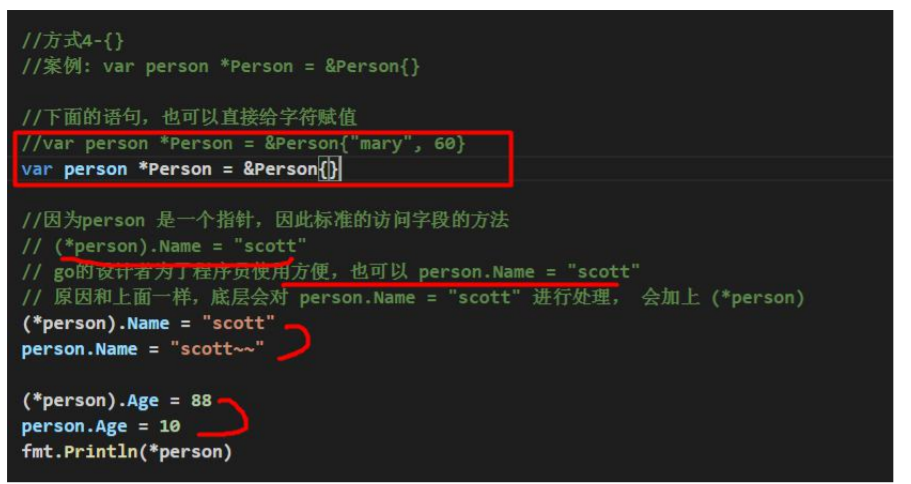 //方式4-{}
//案例: var person *Person = &Person{}
//下面的语句，也可以直接给字符赋值
//var person *Person = &Person{"mary", 60}
var person *Person = &Person{}
//因为person 是一个指针，因此标准的访问字段的方法
// (*person).Name = "scott"
// go的设计者为了程序员使用方便，也可以 person.Name = "scott"
// 原因和上面一样，底层会对 person.Name = "scott" 进行处理， 会加上 (*person)
(*person).Name = "scott"
person.Name = "scott~~"
(*person).Age = 88
person.Age = 10
fmt.Println(*person)